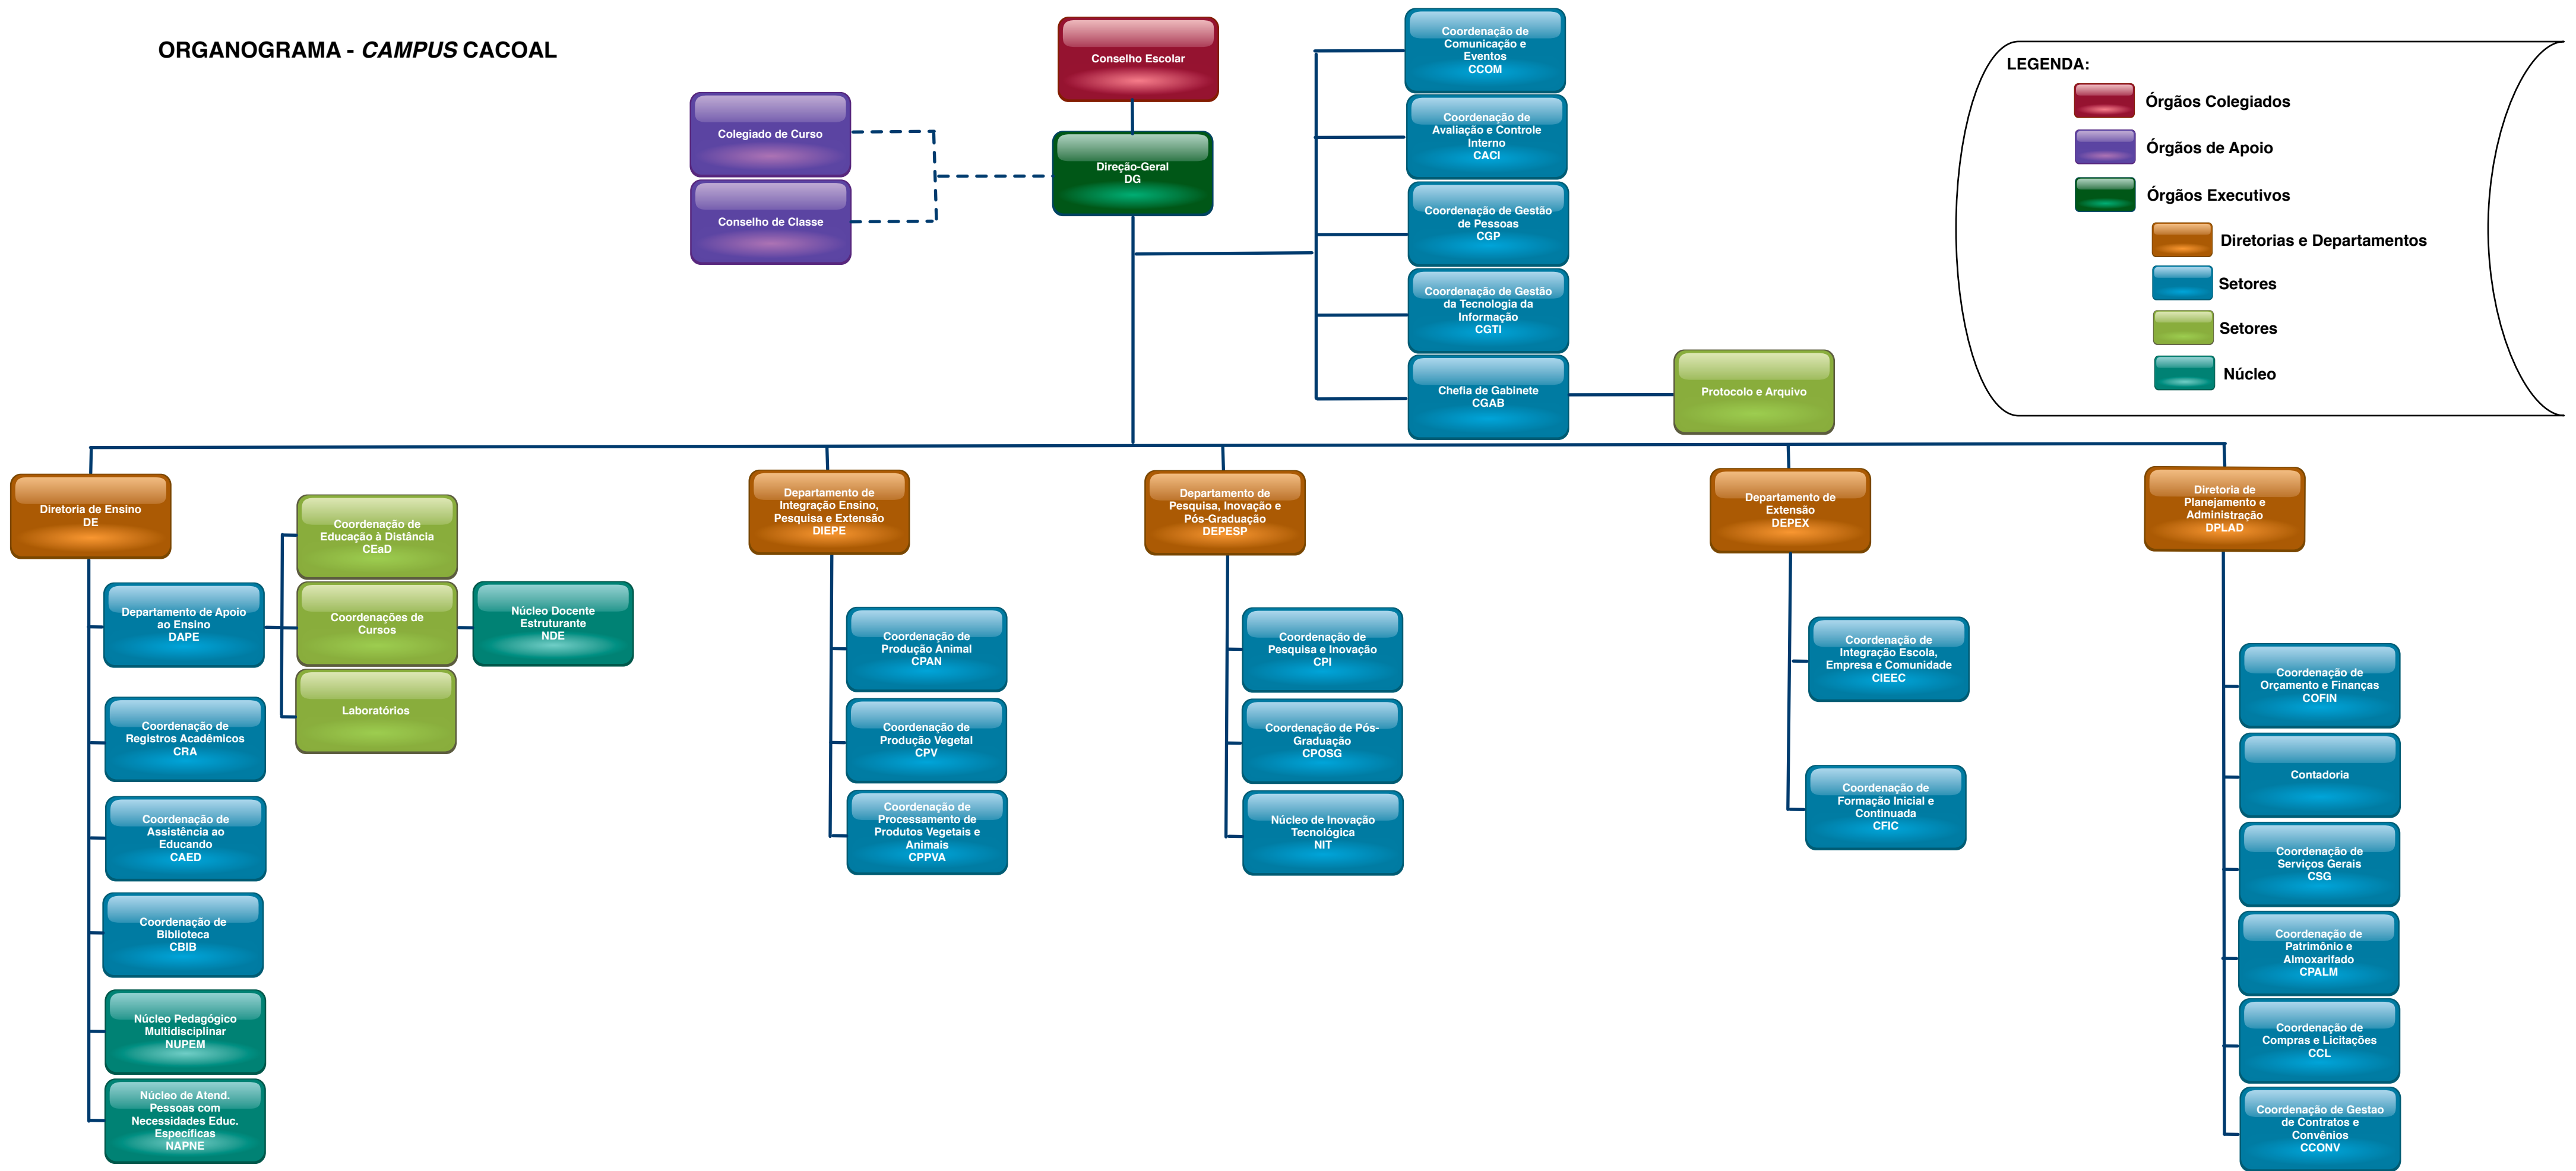 ORGANOGRAMA - CAMPUS CACOAL
Conselho Escolar
Colegiado de Curso
Conselho de Classe
Direção-Geral
DG
Coordenação de
Comunicação e
Eventos
CCOM
Coordenação de
Avaliação e Controle
Interno
CACI
Coordenação de Gestão
de Pessoas
CGP
Coordenação de Gestão
da Tecnologia da
Informação
CGTI
Chefia de Gabinete
CGAB
Protocolo e Arquivo
LEGENDA:
Órgãos Colegiados
Órgãos de Apoio
Órgãos Executivos
Diretorias e Departamentos
Setores
Setores
Núcleo
Diretoria de Ensino
DE
Departamento de Apoio
ao Ensino
DAPE
Coordenação de
Educação à Distância
CEaD
Coordenações de
Cursos
Laboratórios
Núcleo Docente
Estruturante
NDE
Coordenação de
Registros Acadêmicos
CRA
Coordenação de
Assistência ao
Educando
CAED
Coordenação de
Biblioteca
CBIB
Núcleo Pedagógico
Multidisciplinar
NUPEM
Núcleo de Atend.
Pessoas com
Necessidades Educ.
Específicas
NAPNE
Departamento de
Integração Ensino,
Pesquisa e Extensão
DIEPE
Coordenação de
Produção Animal
CPAN
Coordenação de
Produção Vegetal
CPV
Coordenação de
Processamento de
Produtos Vegetais e
Animais
CPPVA
Departamento de
Pesquisa, Inovação e
Pós-Graduação
DEPESP
Coordenação de
Pesquisa e Inovação
CPI
Coordenação de Pós-
Graduação
CPOSG
Núcleo de Inovação
Tecnológica
NIT
Departamento de
Extensão
DEPEX
Coordenação de
Integração Escola,
Empresa e Comunidade
CIEEC
Coordenação de
Formação Inicial e
Continuada
CFIC
Diretoria de
Planejamento e
Administração
DPLAD
Coordenação de
Orçamento e Finanças
COFIN
Contadoria
Coordenação de
Serviços Gerais
CSG
Coordenação de
Patrimônio e
Almoxarifado
CPALM
Coordenação de
Compras e Licitações
CCL
Coordenação de Gestao
de Contratos e
Convênios
CCONV